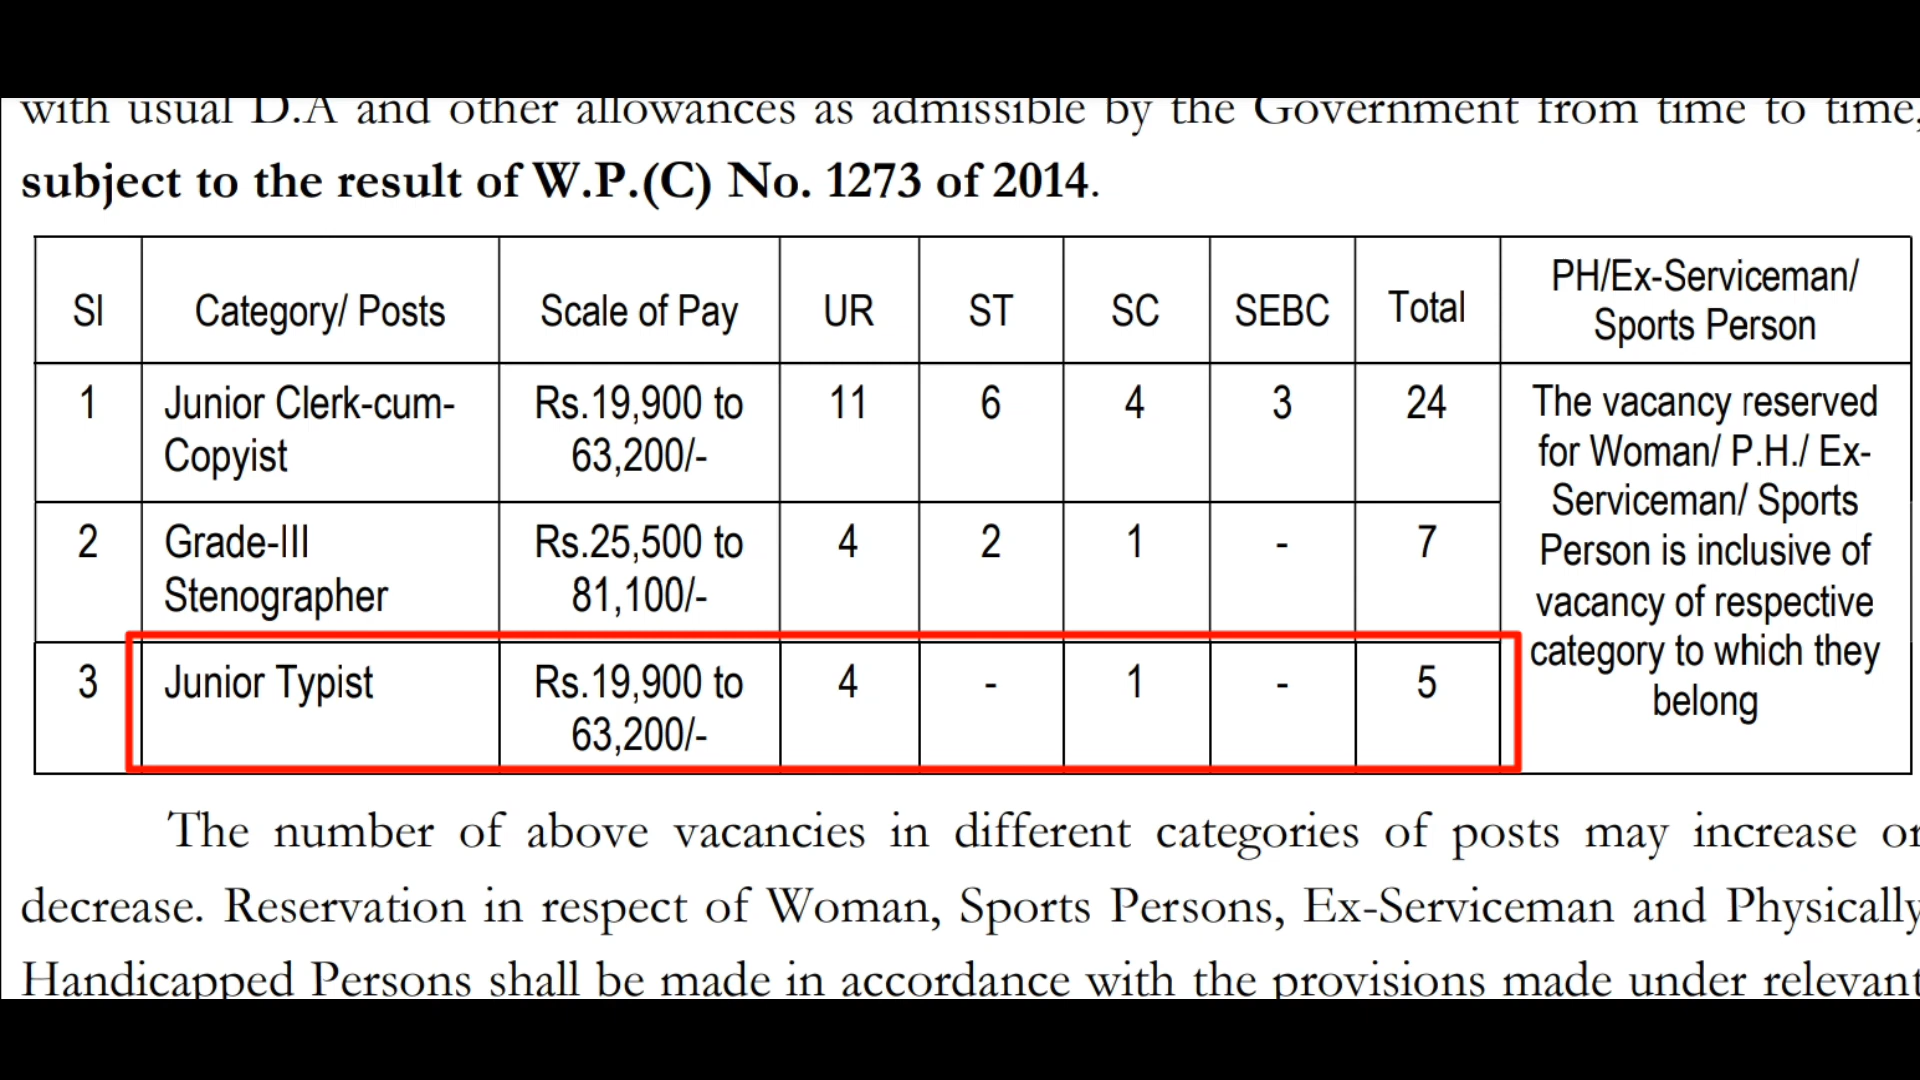 with usual D.A and other allowances as admissible by the Government from time to time,
subject to the result of W.P.(C) No. 1273 of 2014.
Sl Category/ Posts Scale of Pay UR ST SC SEBC Total PH/Ex-Serviceman/ Sports Person
1 Junior Clerk-cum- Rs.19,900 to 11 6 4 3 24
Copyist 63,200/-
2 Grade-III Rs.25,500 to 4 2 1 - 7
Stenographer 81,100/-
3 Junior Typist Rs.19,900 to 4 - 1 - 5
63,200/-
The vacancy reserved
for Woman/ P.H./ Ex-
Serviceman/ Sports
Person is inclusive of
vacancy of respective
category to which they
belong
The number of above vacancies in different categories of posts may increase or
decrease. Reservation in respect of Woman, Sports Persons, Ex-Serviceman and Physically
Handicapped Persons shall be made in accordance with the provisions made under relevant